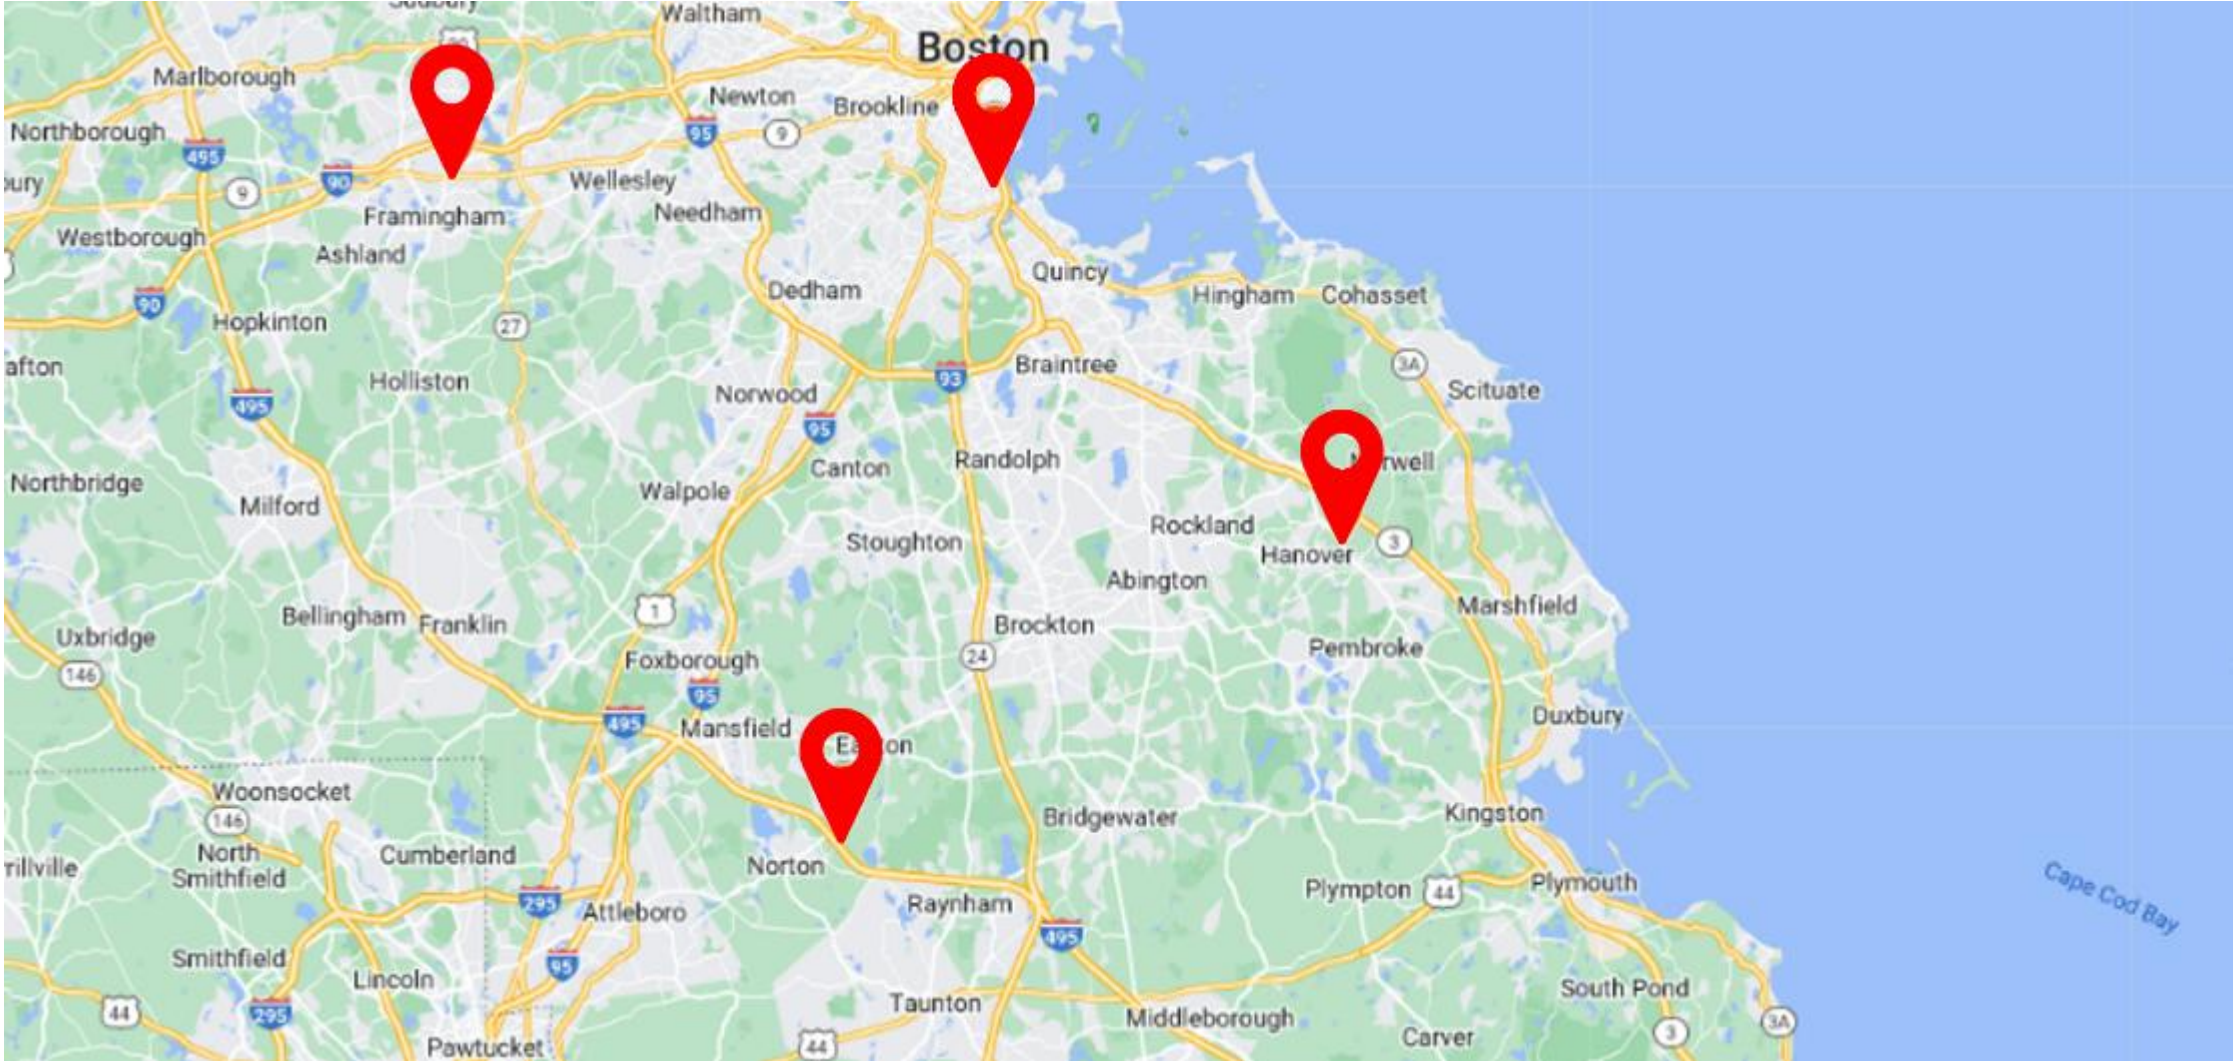 Sudbury
Waltham
Boston
Marlborough
Newton
Brookline
Northborough
95
9
495
90
9
Wellesley
Framingham
Needham
Westborough
Ashland
Quincy
Dedham
Hingham
Cohasset
90
Hopkinton
27
afton
Holliston
93
Braintree
3A
Norwood
Scituate
495
95
Canton
Randolph
Northbridge
Walpole
Milford
Rockland
Stoughton
3
Hanover
Abington
Bellingham
Franklin
1
Marshfield
Uxbridge
Brockton
Pembroke
Foxborough
24
146
95
495
Mansfield
Duxbury
Woonsocket
146
Bridgewater
Kingston
North
Smithfield
Cumberland
rillville
Norton
Plympton
44
Plymouth
Cape Cod Bay
295
Attleboro
Raynham
495
Smithfield
95
Lincoln
South Pond
Taunton
44
295
Middleborough
3A
Carver
3
Pawtucket
44